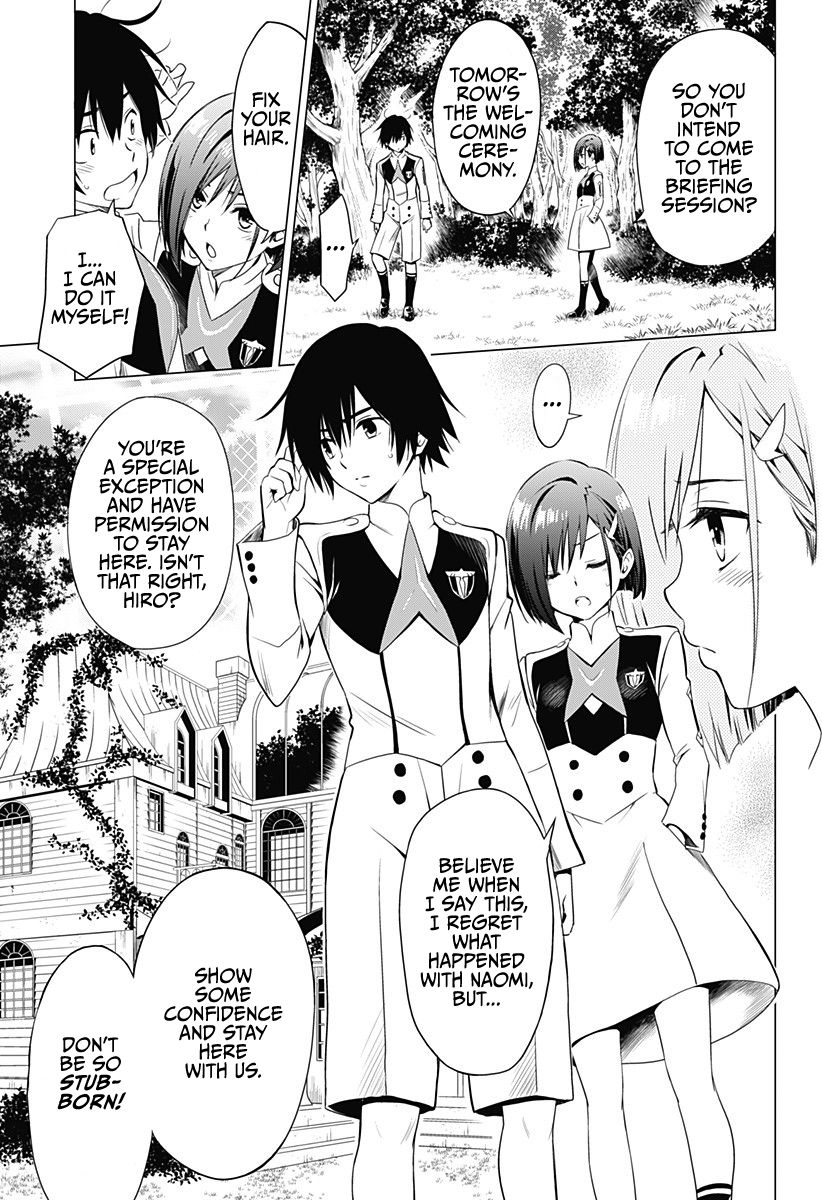 SO YOU
DON'T
INTEND
TO COME
TO THE
BRIEFING
SESSION?
TOMOR-
ROW'S
THE WEL-
COMING
CERE-
MONY.
...
FIX
YOUR
HAIR.
I...
I CAN
DO IT
MYSELF!
...
YOU'RE
A SPECIAL
EXCEPTION
AND HAVE
PERMISSION
TO STAY
HERE. ISN'T
THAT RIGHT,
HIRO?
BELIEVE
ME WHEN
I SAY THIS,
I REGRET
WHAT
HAPPENED
WITH NAOMI,
BUT...
SHOW
SOME
CONFIDENCE
AND STAY
HERE
WITH US.
DON'T
BE SO
STUB-
BORN!